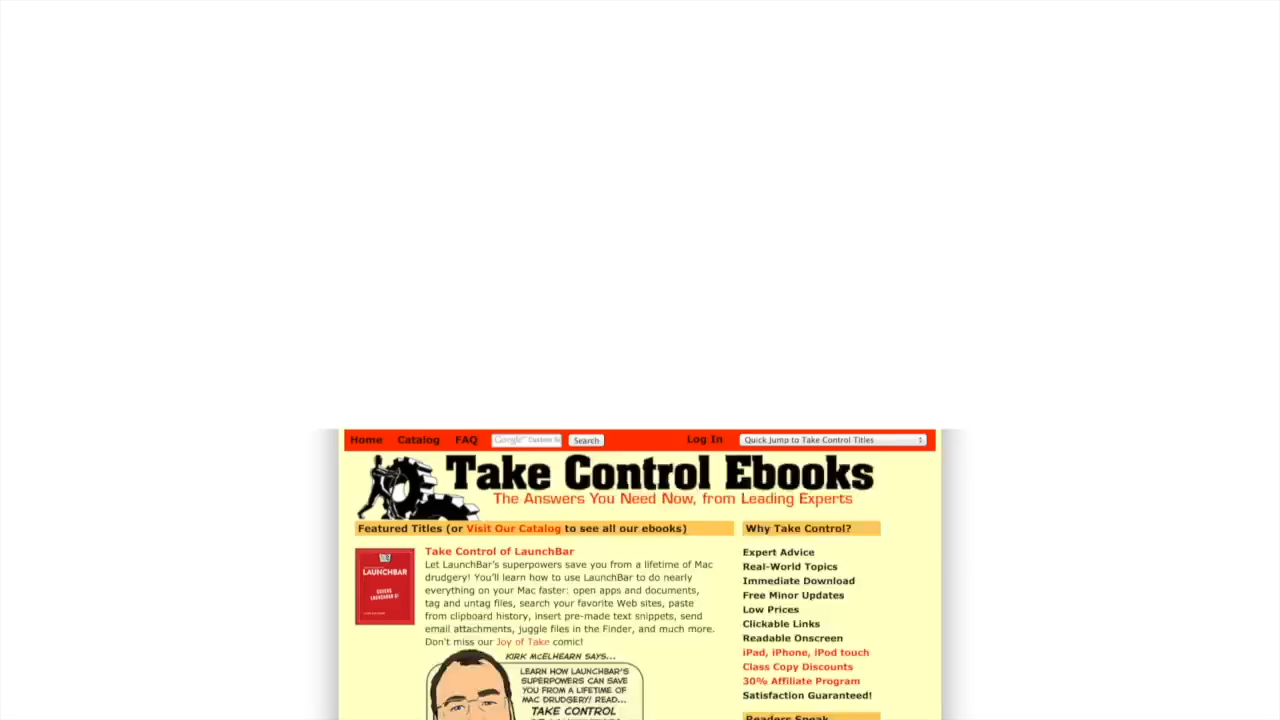 Home Catalog FAQ Google™ Custom Se Search Log In Quick Jump to Take Control Titles
Take Control Ebooks
The Answers You Need Now, from Leading Experts
Featured Titles (or Visit Our Catalog to see all our ebooks)
Take Control of LaunchBar
Let LaunchBar's superpowers save you from a lifetime of Mac
drudgery! You'll learn how to use LaunchBar to do nearly
everything on your Mac faster: open apps and documents,
tag and untag files, search your favorite Web sites, paste
from clipboard history, insert pre-made text snippets, send
email attachments, juggle files in the Finder, and much more.
Don't miss our Joy of Take comic!
LAUNCHBAR
COVERS
LAUNCHBAR 6!
KIRK McELHEARN SAYS...
LEARN HOW LAUNCHBAR'S
SUPERPOWERS CAN SAVE
YOU FROM A LIFETIME OF
MAC DRUDGERY! READ...
TAKE CONTROL
Why Take Control?
Expert Advice
Real-World Topics
Immediate Download
Free Minor Updates
Low Prices
Clickable Links
Readable Onscreen
iPad, iPhone, iPod touch
Class Copy Discounts
30% Affiliate Program
Satisfaction Guaranteed!
Readers Speak